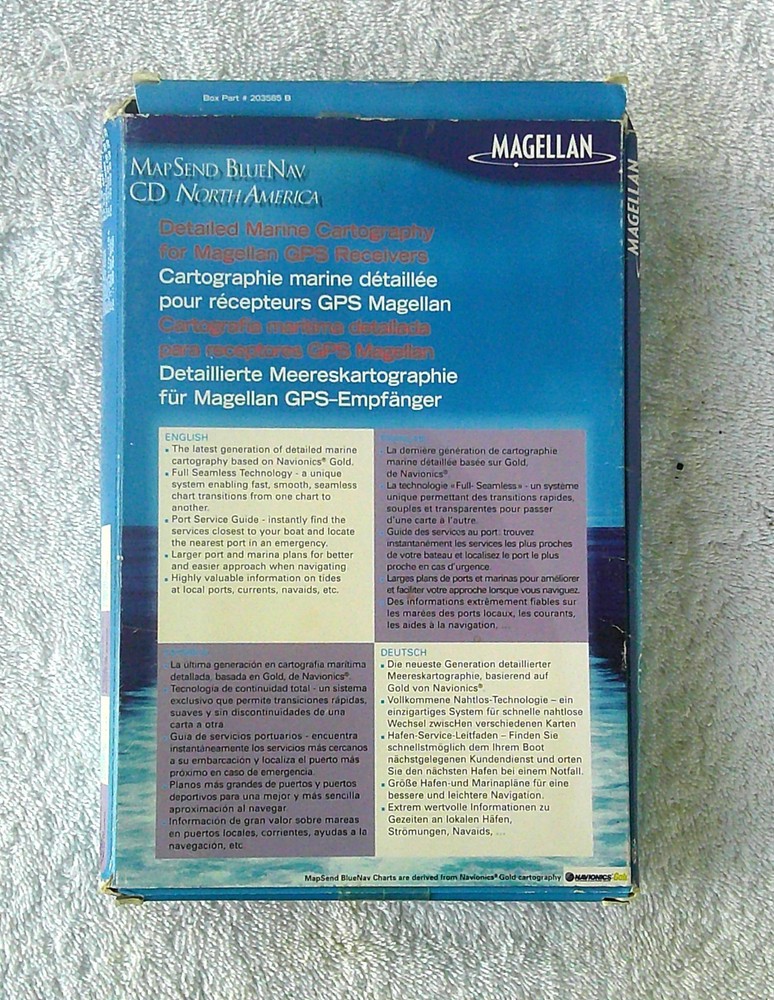 Box Part # 203585 B
MAGELLAN
MAPSEND BLUENAV
CD NORTH AMERICA
MAGELLAN
Detailed Marine Cartography
for Magellan GPS Receivers
Cartographie marine détaillée
pour récepteurs GPS Magellan
Cartografía marítima detallada
para receptores GPS Magellan
Detaillierte Meereskartographie
für Magellan GPS-Empfänger
ENGLISH
The latest generation of detailed marine
cartography based on Navionics® Gold.
Full Seamless Technology - a unique
system enabling fast, smooth, seamless
chart transitions from one chart to
another.
Port Service Guide - instantly find the
services closest to your boat and locate
the nearest port in an emergency.
Larger port and marina plans for better
and easier approach when navigating
Highly valuable information on tides
at local ports, currents, navaids, etc.
La dernière génération de cartographie
marine détaillée basée sur Gold,
de Navionics®.
La technologie «Full- Seamless» - un système
unique permettant des transitions rapides,
souples et transparentes pour passer
d'une carte à l'autre.
Guide des services au port: trouvez
instantanément les services les plus proches
de votre bateau et localisez le port le plus
proche en cas d'urgence.
Larges plans de ports et marinas pour améliorer
et faciliter votre approche lorsque vous naviguez.
Des informations extrêmement fiables sur
les marées des ports locaux, les courants,
les aides à la navigation, ...
La última generación en cartografía marítima
detallada, basada en Gold, de Navionics®.
Tecnología de continuidad total - un sistema
exclusivo que permite transiciones rápidas,
suaves y sin discontinuidades de una
carta a otra
Guía de servicios portuarios - encuentra
instantáneamente los servicios más cercanos
a su embarcación y localiza el puerto más
próximo en caso de emergencia.
Planos más grandes de puertos y puertos
deportivos para una mejor y más sencilla
aproximación al navegar.
Información de gran valor sobre mareas
en puertos locales, corrientes, ayudas a la
navegación, etc
DEUTSCH
Die neueste Generation detaillierter
Meereskartographie, basierend auf
Gold von Navionics®.
Vollkommene Nahtlos-Technologie – ein
einzigartiges System für schnelle nahtlose
Wechsel zwiscHen verschiedenen Karten
Hafen-Service-Leitfaden – Finden Sie
schnellstmöglich dem Ihrem Boot
nächstgelegenen Kundendienst und orten
Sie den nächsten Hafen bei einem Notfall.
Größe Hafen-und Marinapläne für eine
bessere und leichtere Navigation.
Extrem wertvolle Informationen zu
Gezeiten an lokalen Häfen,
Strömungen, Navaids, ...
MapSend BlueNav Charts are derived from Navionics® Gold cartography
NAVIONICS Gold